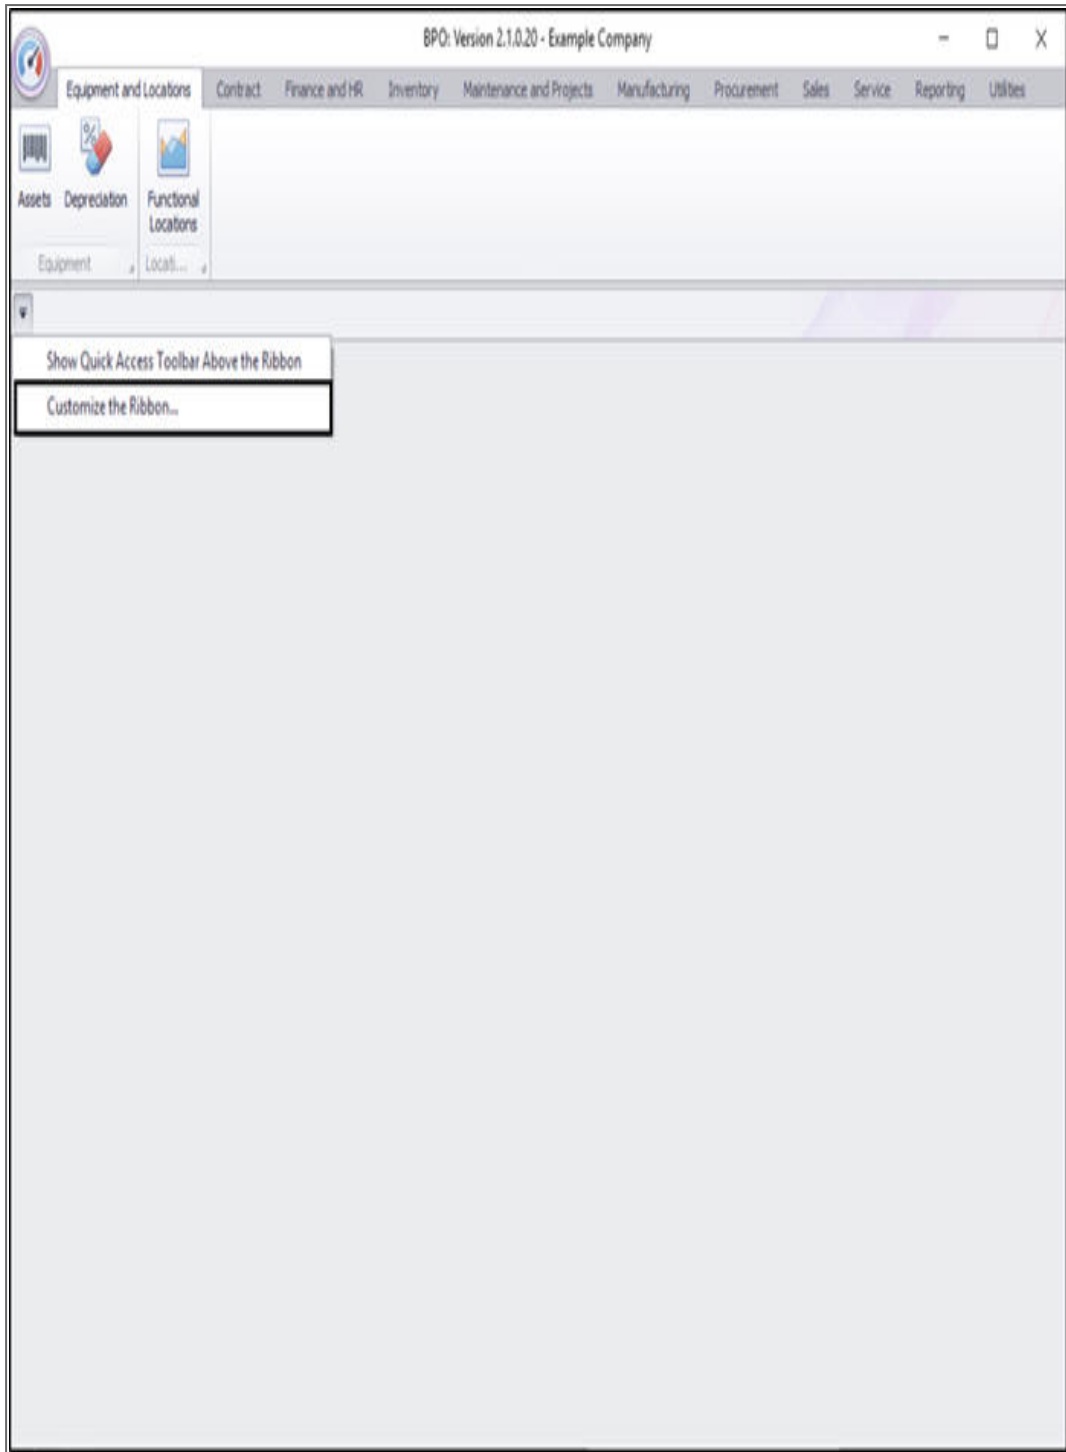 BPO: Version 2.1.0.20 - Example Company
Equipment and Locations Contract Finance and HR Inventory Maintenance and Projects Manufacturing Procurement Sales Service Reporting Utilities
%
Assets Depreciation Functional
Locations
Equipment Locati...
Show Quick Access Toolbar Above the Ribbon
Customize the Ribbon...